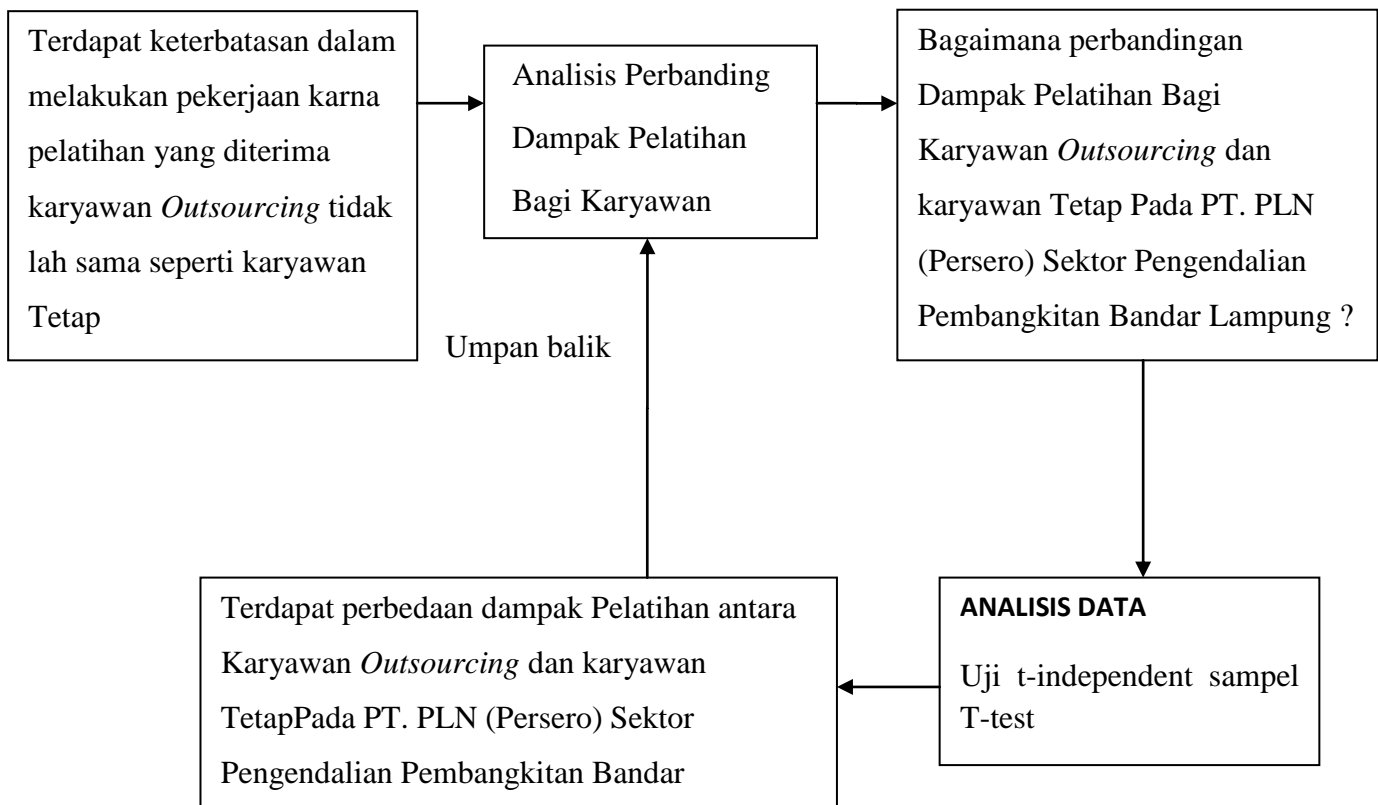 Terdapat keterbatasan dalam
melakukan pekerjaan karna
pelatihan yang diterima
karyawan Outsourcing tidak
lah sama seperti karyawan
Tetap
Analisis Perbanding
Dampak Pelatihan
Bagi Karyawan
Bagaimana perbandingan
Dampak Pelatihan Bagi
Karyawan Outsourcing dan
karyawan Tetap Pada PT. PLN
(Persero) Sektor Pengendalian
Pembangkitan Bandar Lampung ?
Umpan balik
ANALISIS DATA
Uji t-independent sampel
T-test
Terdapat perbedaan dampak Pelatihan antara
Karyawan Outsourcing dan karyawan
TetapPada PT. PLN (Persero) Sektor
Pengendalian Pembangkitan Bandar